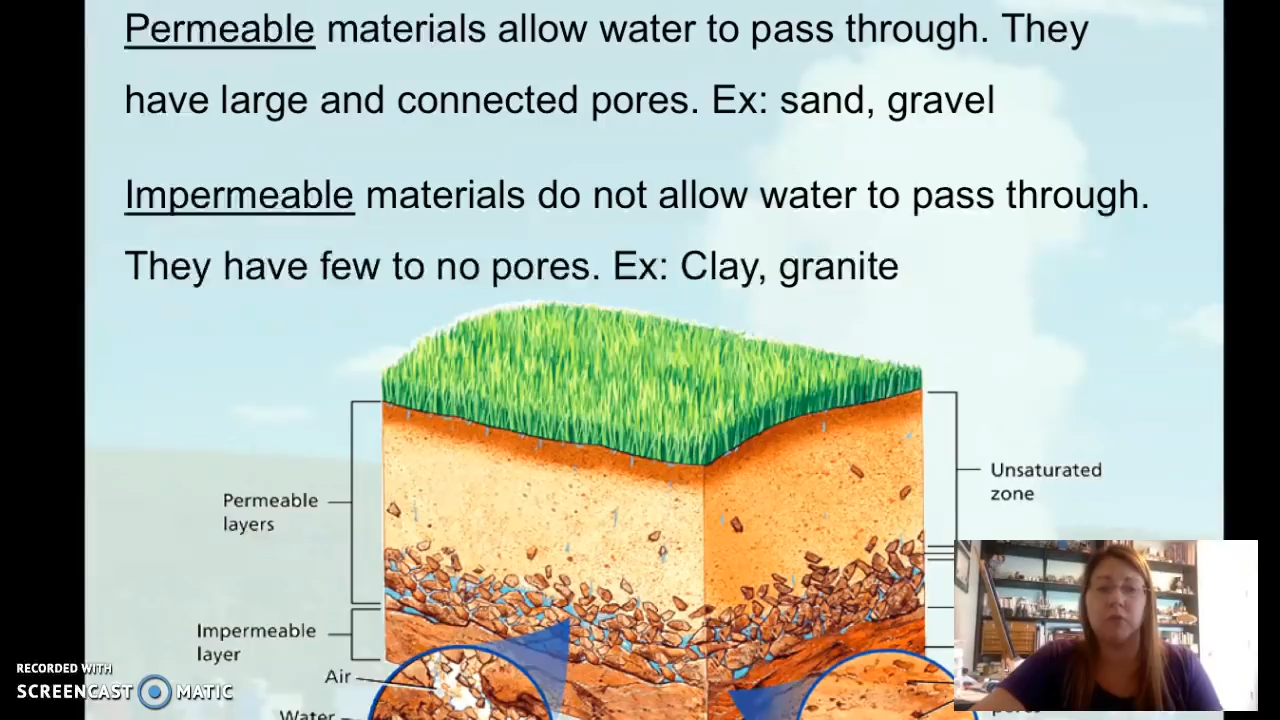 Permeable materials allow water to pass through. They
have large and connected pores. Ex: sand, gravel
Impermeable materials do not allow water to pass through.
They have few to no pores. Ex: Clay, granite
Unsaturated
zone
Permeable
layers
Impermeable
layer
Air
Water
RECORDED WITH
SCREENCAST MATIC